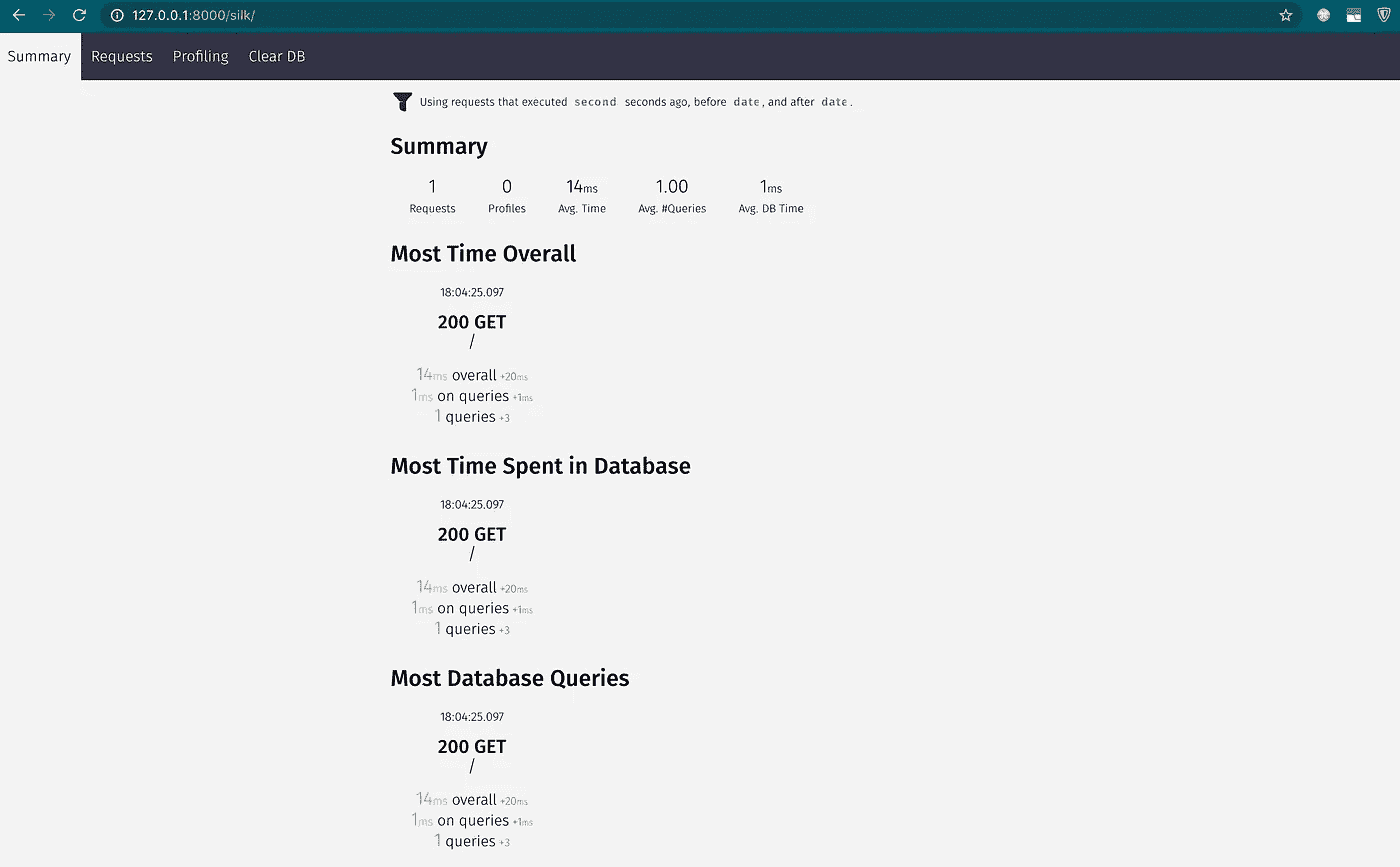 127.0.0.1:8000/silk/
Summary Requests Profiling Clear DB
Using requests that executed second seconds ago, before date, and after date.
Summary
1 0 14ms 1.00 1ms
Requests Profiles Avg. Time Avg. #Queries Avg. DB Time
Most Time Overall
18:04:25.097
200 GET
/
14ms overall +20ms
1ms on queries +1ms
1 queries +3
Most Time Spent in Database
18:04:25.097
200 GET
/
14ms overall +20ms
1ms on queries +1ms
1 queries +3
Most Database Queries
18:04:25.097
200 GET
/
14ms overall +20ms
1ms on queries +1ms
1 queries +3